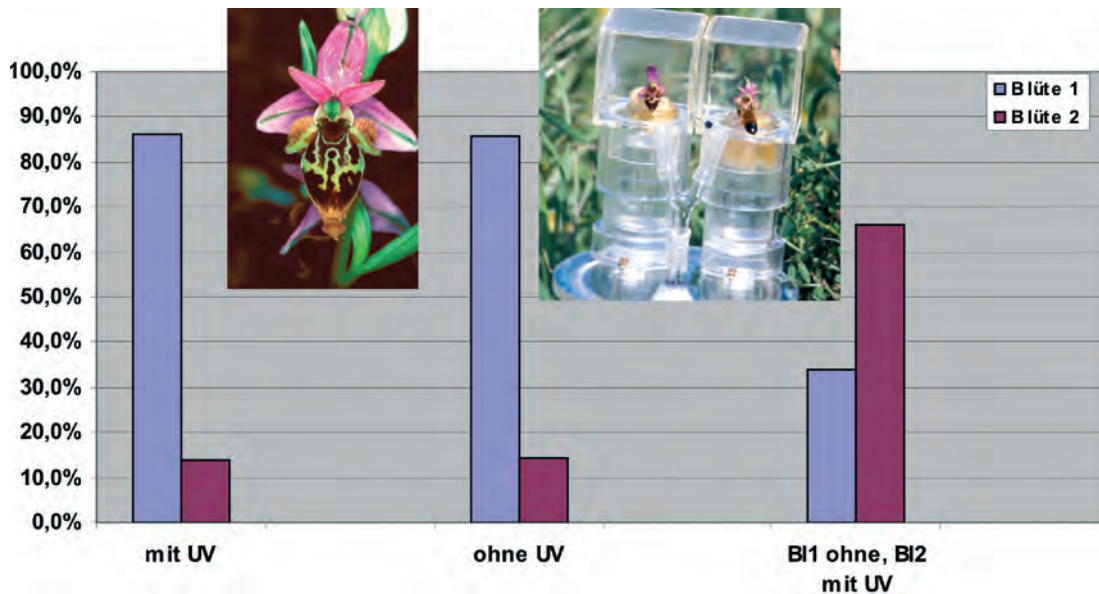 100,0%
90,0%
80,0%
70,0%
60,0%
50,0%
40,0%
30,0%
20,0%
10,0%
0,0%
Blüte 1
Blüte 2
mit UV
ohne UV
Bl1 ohne, Bl2
mit UV